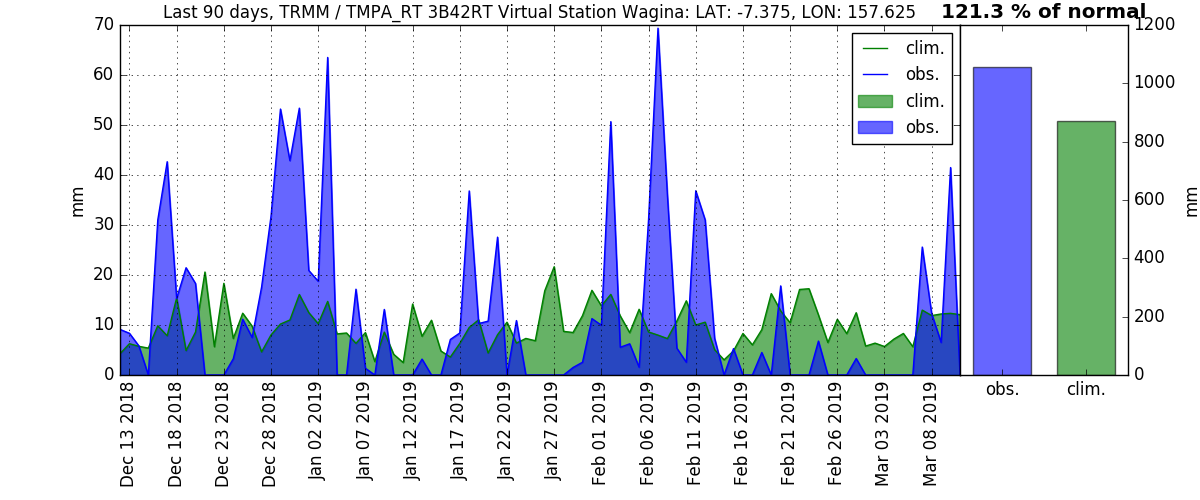 Last 90 days, TRMM / TMPA_RT 3B42RT Virtual Station Wagina: LAT: -7.375, LON: 157.625
121.3 % of normal
70
60
50
40
30
20
10
0
mm
clim.
obs.
clim.
obs.
Dec 13 2018
Dec 18 2018
Dec 23 2018
Dec 28 2018
Jan 02 2019
Jan 07 2019
Jan 12 2019
Jan 17 2019
Jan 22 2019
Jan 27 2019
Feb 01 2019
Feb 06 2019
Feb 11 2019
Feb 16 2019
Feb 21 2019
Feb 26 2019
Mar 03 2019
Mar 08 2019
1200
1000
800
600
400
200
0
mm
obs.
clim.